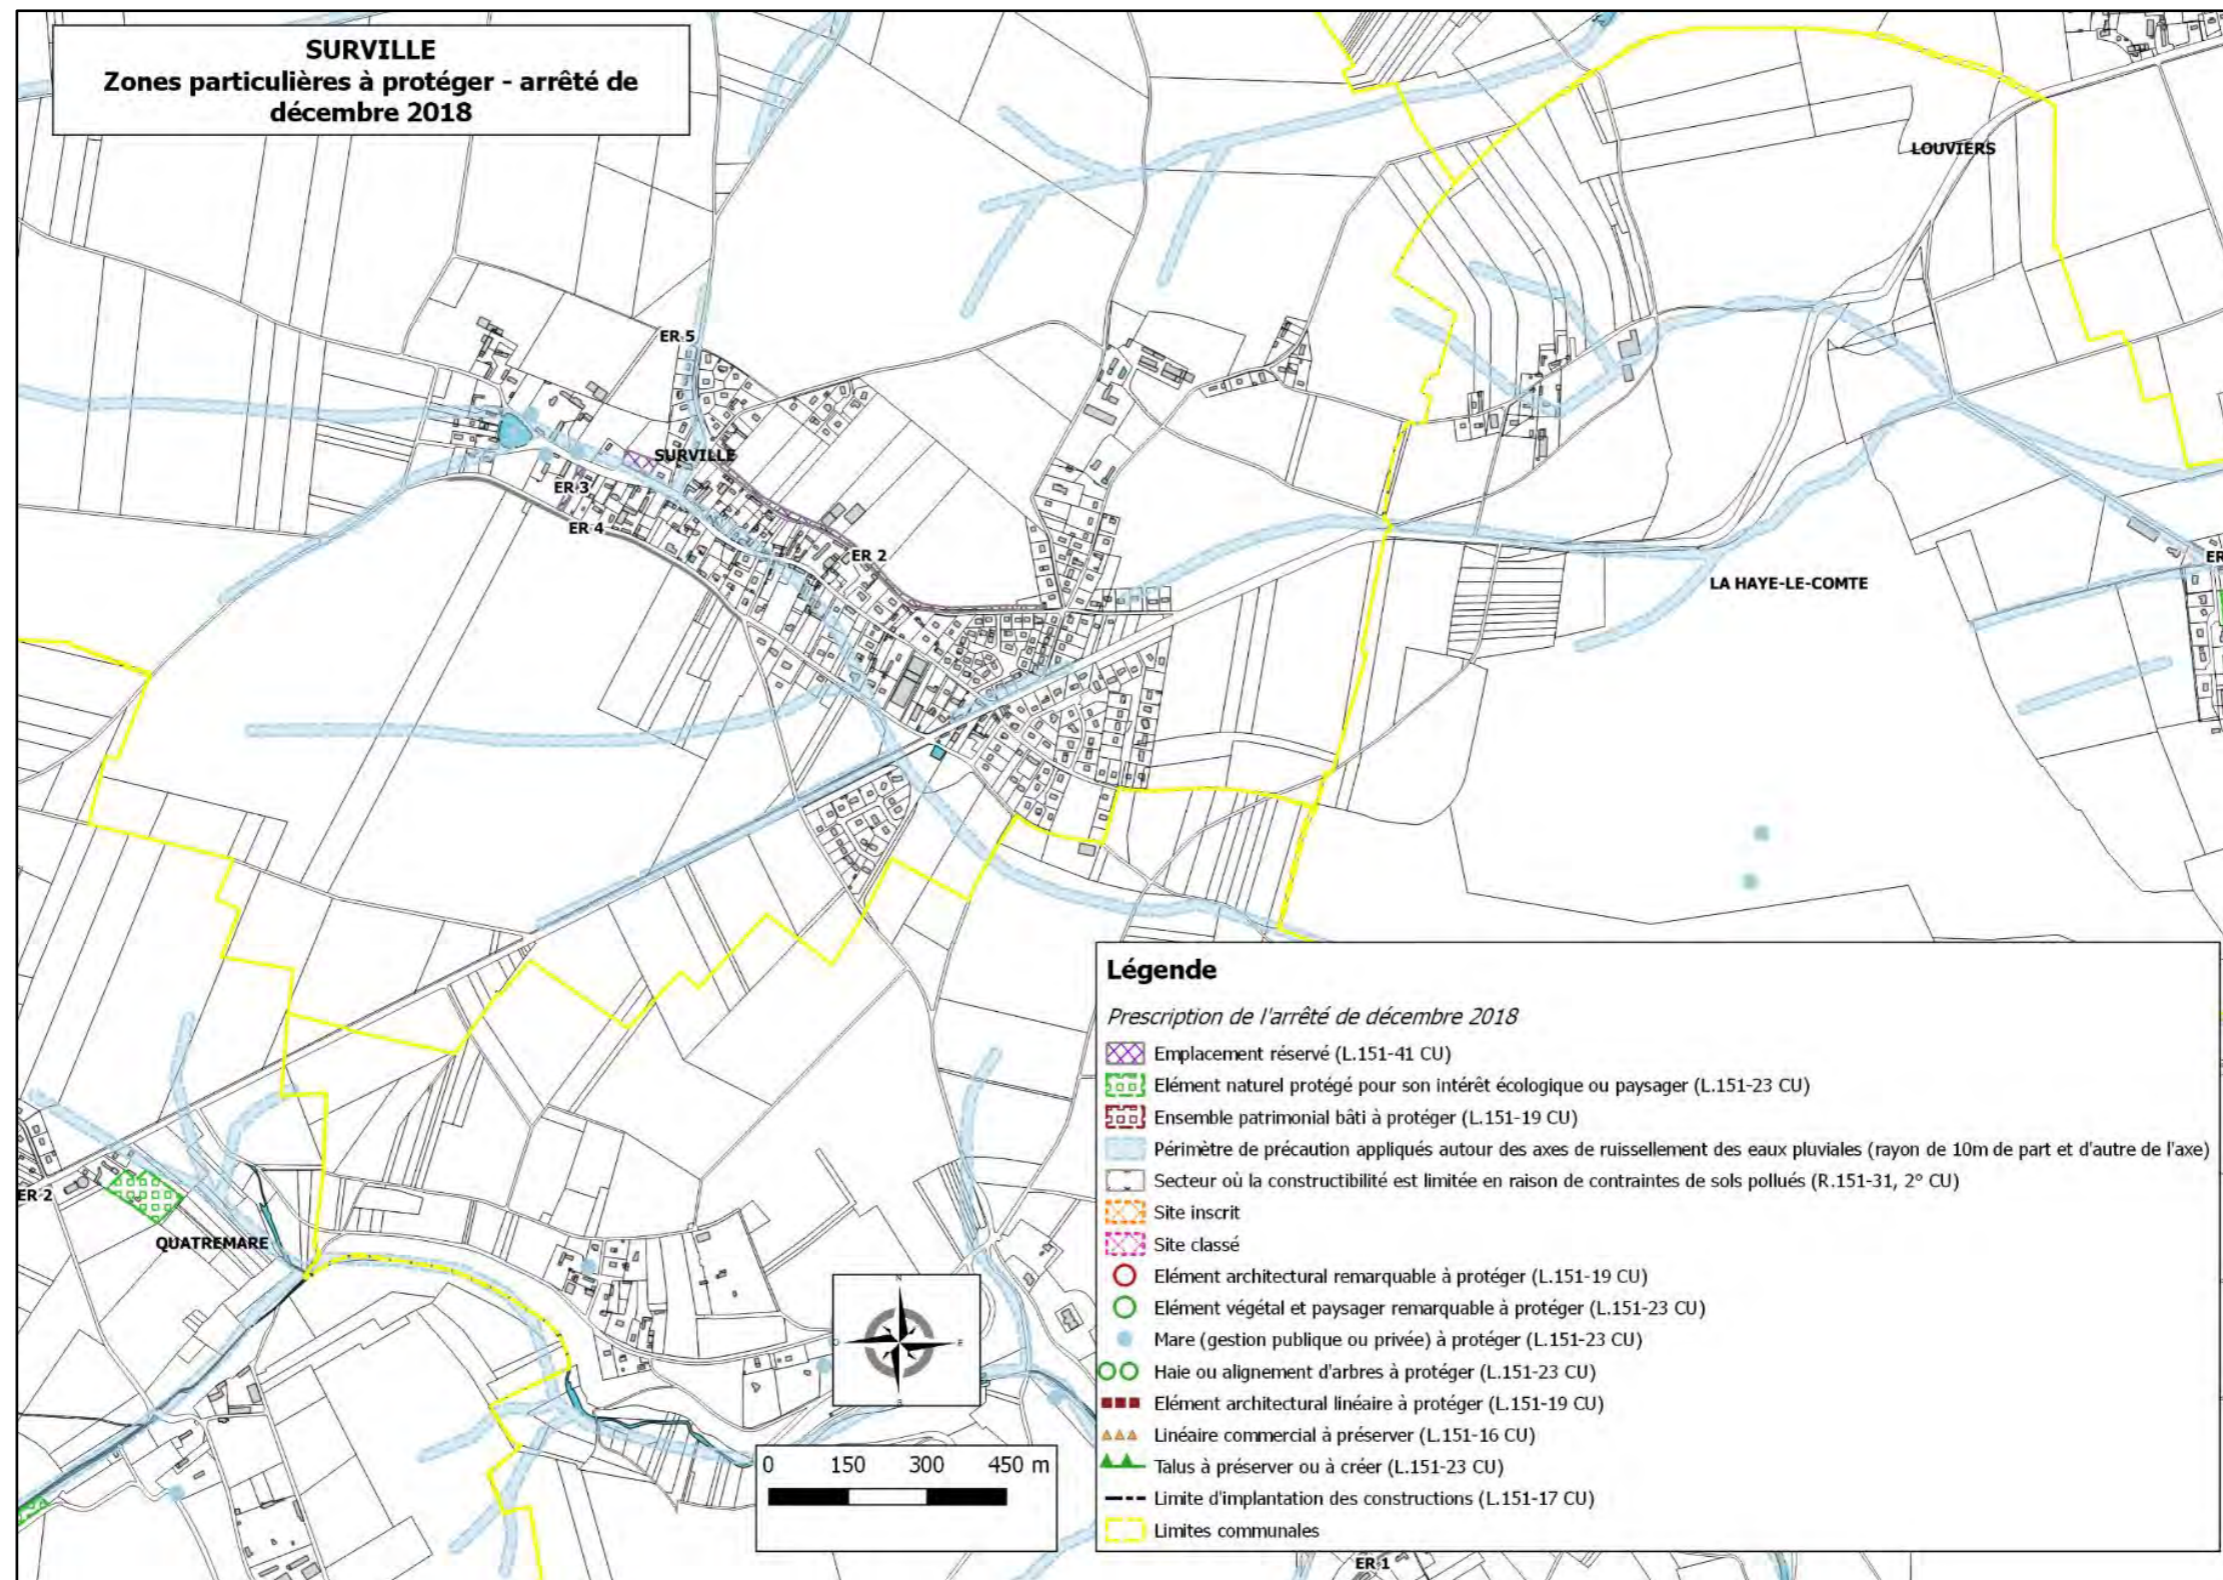 SURVILLE
Zones particulières à protéger - arrêté de
décembre 2018
LOUVIERS
ER 5
SURVILLE
ER 3
ER 4
ER 2
ER
LA HAYE-LE-COMTE
ER 2
QUATREMARE
N
O
E
S
0 150 300 450 m
Légende
Prescription de l'arrêté de décembre 2018
Emplacement réservé (L.151-41 CU)
Elément naturel protégé pour son intérêt écologique ou paysager (L.151-23 CU)
Ensemble patrimonial bâti à protéger (L.151-19 CU)
Périmètre de précaution appliqués autour des axes de ruissellement des eaux pluviales (rayon de 10m de part et d'autre de l'axe)
Secteur où la constructibilité est limitée en raison de contraintes de sols pollués (R.151-31, 2° CU)
Site inscrit
Site classé
Elément architectural remarquable à protéger (L.151-19 CU)
Elément végétal et paysager remarquable à protéger (L.151-23 CU)
Mare (gestion publique ou privée) à protéger (L.151-23 CU)
Haie ou alignement d'arbres à protéger (L.151-23 CU)
Elément architectural linéaire à protéger (L.151-19 CU)
Linéaire commercial à préserver (L.151-16 CU)
Talus à préserver ou à créer (L.151-23 CU)
Limite d'implantation des constructions (L.151-17 CU)
Limites communales
ER 1